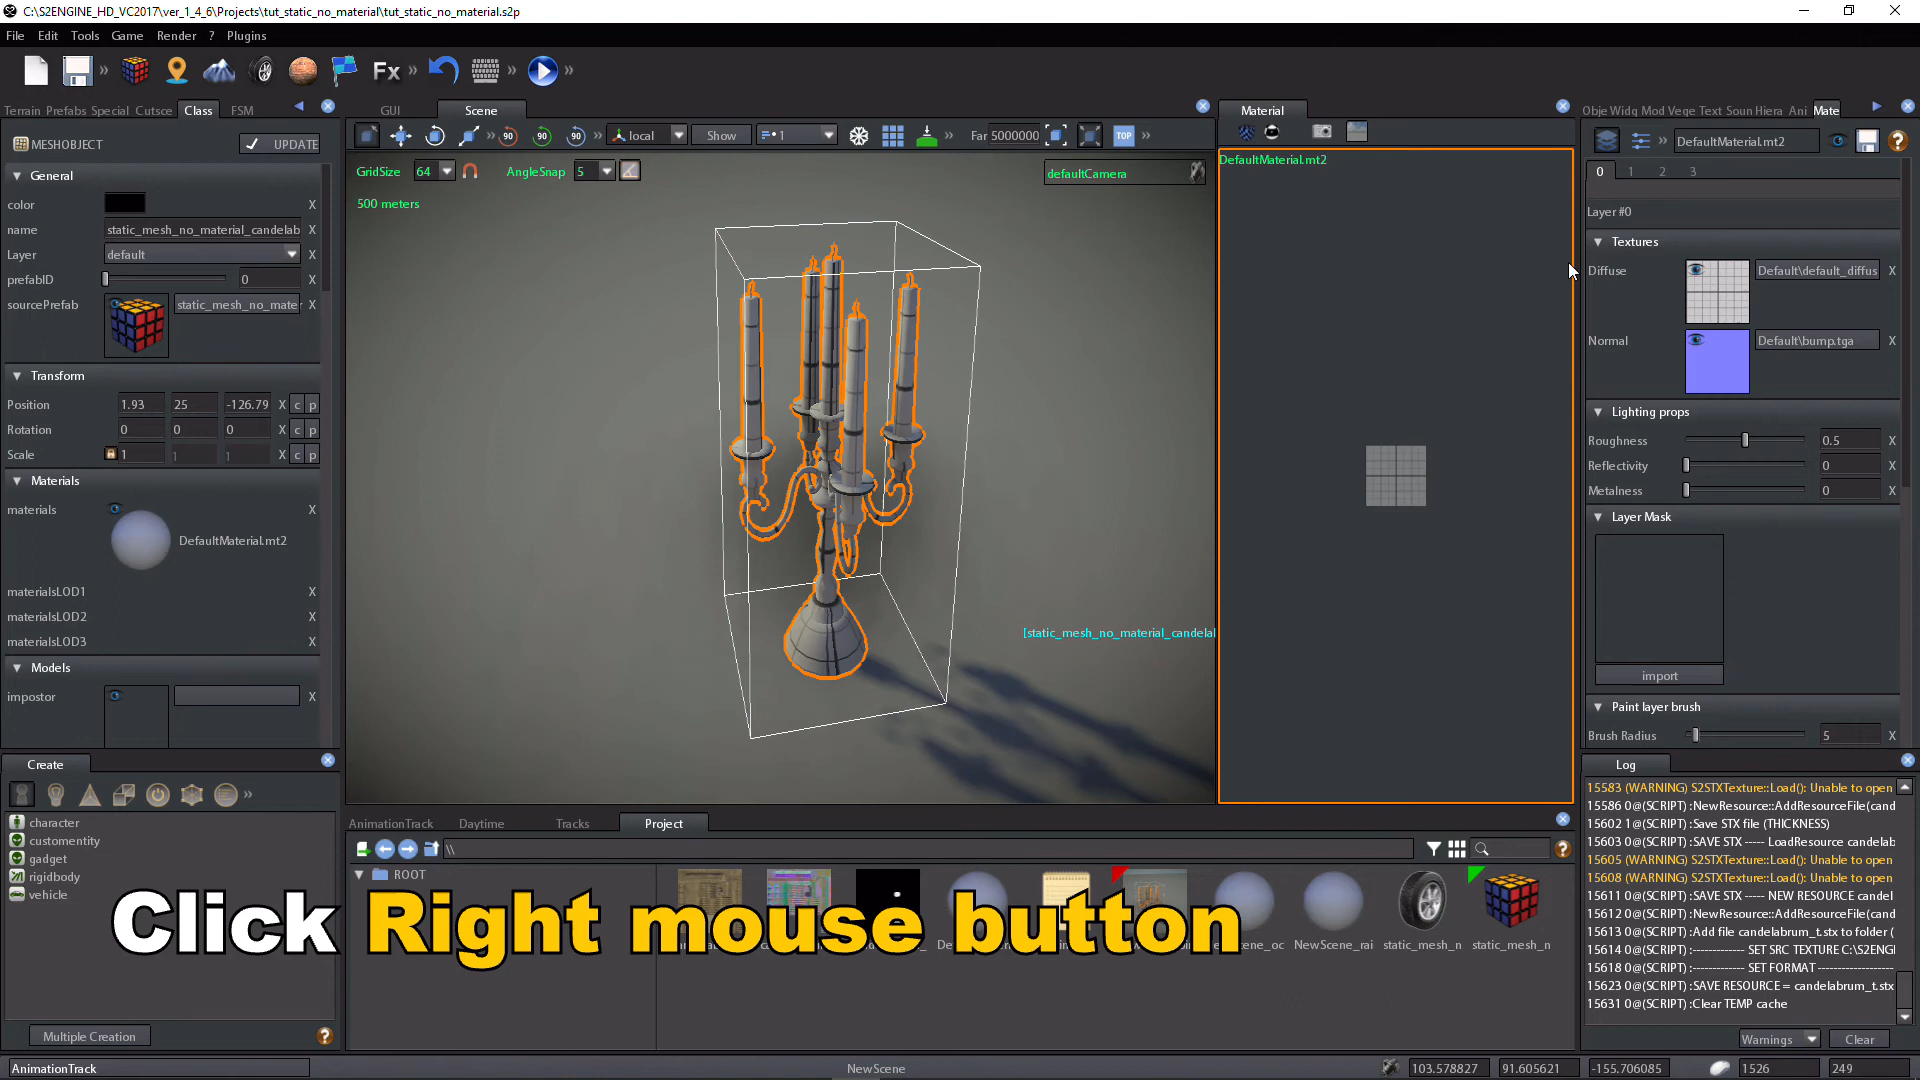 C:\S2ENGINE_HD_VC2017\ver_1_4_6\Projects\tut_static_no_material\tut_static_no_material.s2p
File Edit Tools Game Render ? Plugins
Fx
Terrain Prefabs Special Cutsce Class FSM
GUI Scene
Material
Obje Widg Mod Vege Text Soun Hiera Ani Mate
MESHOBJECT
UPDATE
90 90 90 local Show 1 Far 5000000 TOP
DefaultMaterial.mt2
General
color X
name static_mesh_no_material_candelab X
Layer default X
prefabID 0 X
sourcePrefab static_mesh_no_mate X
Transform
Position 1.93 25 -126.79 X c p
Rotation 0 0 0 X c p
Scale 1 1 1 X c p
Materials
materials X
DefaultMaterial.mt2
materialsLOD1 X
materialsLOD2 X
materialsLOD3 X
Models
impostor X
GridSize 64 AngleSnap 5
defaultCamera
500 meters
[static_mesh_no_material_candelal
DefaultMaterial.mt2
0 1 2 3
Layer #0
Textures
Diffuse Default\default_diffus X
Normal Default\bump.tga X
Lighting props
Roughness 0.5 X
Reflectivity 0 X
Metalness 0 X
Layer Mask
import
Paint layer brush
Brush Radius 5 X
Create
character
customentity
gadget
rigidbody
vehicle
Multiple Creation
AnimationTrack Daytime Tracks Project
\\
ROOT
NewScene_rai static_mesh_n static_mesh_n
Click Right mouse button
Log
15583 (WARNING) S2STXTexture::Load(): Unable to open
15586 0@(SCRIPT) :NewResource::AddResourceFile(cand
15602 1@(SCRIPT) :Save STX file (THICKNESS)
15603 0@(SCRIPT) :SAVE STX ----- LoadResource candelab
15605 (WARNING) S2STXTexture::Load(): Unable to open
15608 (WARNING) S2STXTexture::Load(): Unable to open
15611 0@(SCRIPT) :SAVE STX ----- NEW RESOURCE candel
15612 0@(SCRIPT) :NewResource::AddResourceFile(cand
15613 0@(SCRIPT) :Add file candelabrum_t.stx to folder (
15614 0@(SCRIPT) :------------ SET SRC TEXTURE C:\S2ENGI
15618 0@(SCRIPT) :------------ SET FORMAT -------------------
15623 0@(SCRIPT) :SAVE RESOURCE = candelabrum_t.stx
15631 0@(SCRIPT) :Clear TEMP cache
Warnings Clear
AnimationTrack NewScene 103.578827 91.605621 -155.706085 1526 249